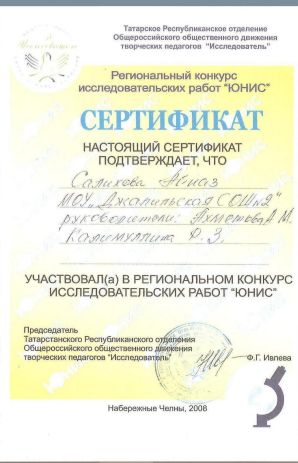 Татарское Республиканское отделение
Общероссийского общественного движения
творческих педагогов "Исследователь"
Региональный конкурс
исследовательских работ "ЮНИС"
СЕРТИФИКАТ
НАСТОЯЩИЙ СЕРТИФИКАТ
ПОДТВЕРЖДАЕТ, ЧТО
Салихова
МОУ "Джалильская СОШ №2"
руководители: Ахметова А. М.
Калимуллина Ф. З.
УЧАСТВОВАЛ(а) В РЕГИОНАЛЬНОМ КОНКУРСЕ
ИССЛЕДОВАТЕЛЬСКИХ РАБОТ "ЮНИС"
Председатель
Татарстанского Республиканского отделения
Общероссийского общественного движения
творческих педагогов "Исследователь"
Ф.Г. Ивлева
Набережные Челны, 2008